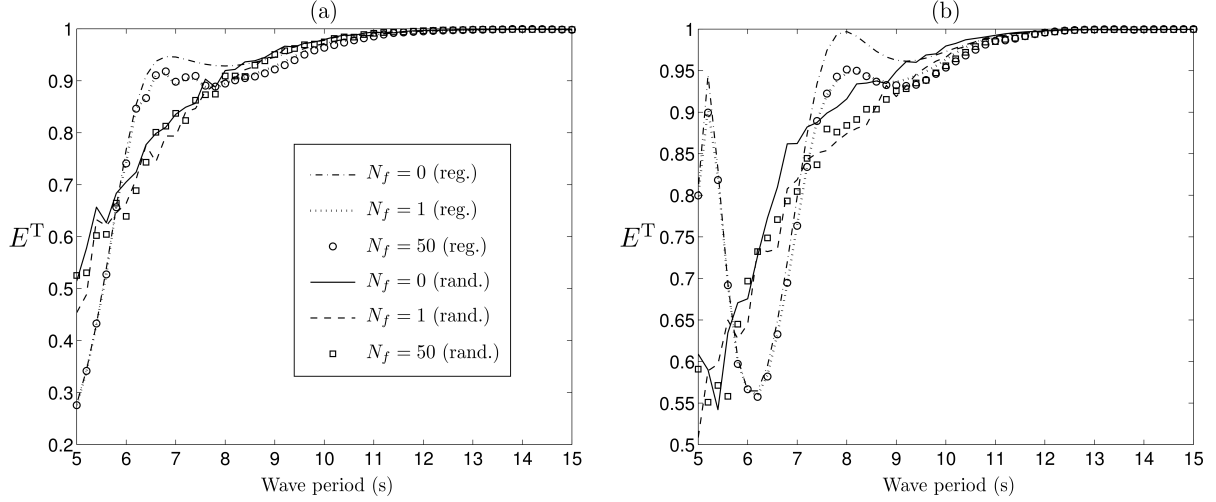 (a)
1
0.9
0.8
0.7
0.6
0.5
0.4
0.3
0.2
E^T
5 6 7 8 9 10 11 12 13 14 15
Wave period (s)
N_f = 0 (reg.)
N_f = 1 (reg.)
N_f = 50 (reg.)
N_f = 0 (rand.)
N_f = 1 (rand.)
N_f = 50 (rand.)
(b)
1
0.95
0.9
0.85
0.8
0.75
0.7
0.65
0.6
0.55
0.5
E^T
5 6 7 8 9 10 11 12 13 14 15
Wave period (s)